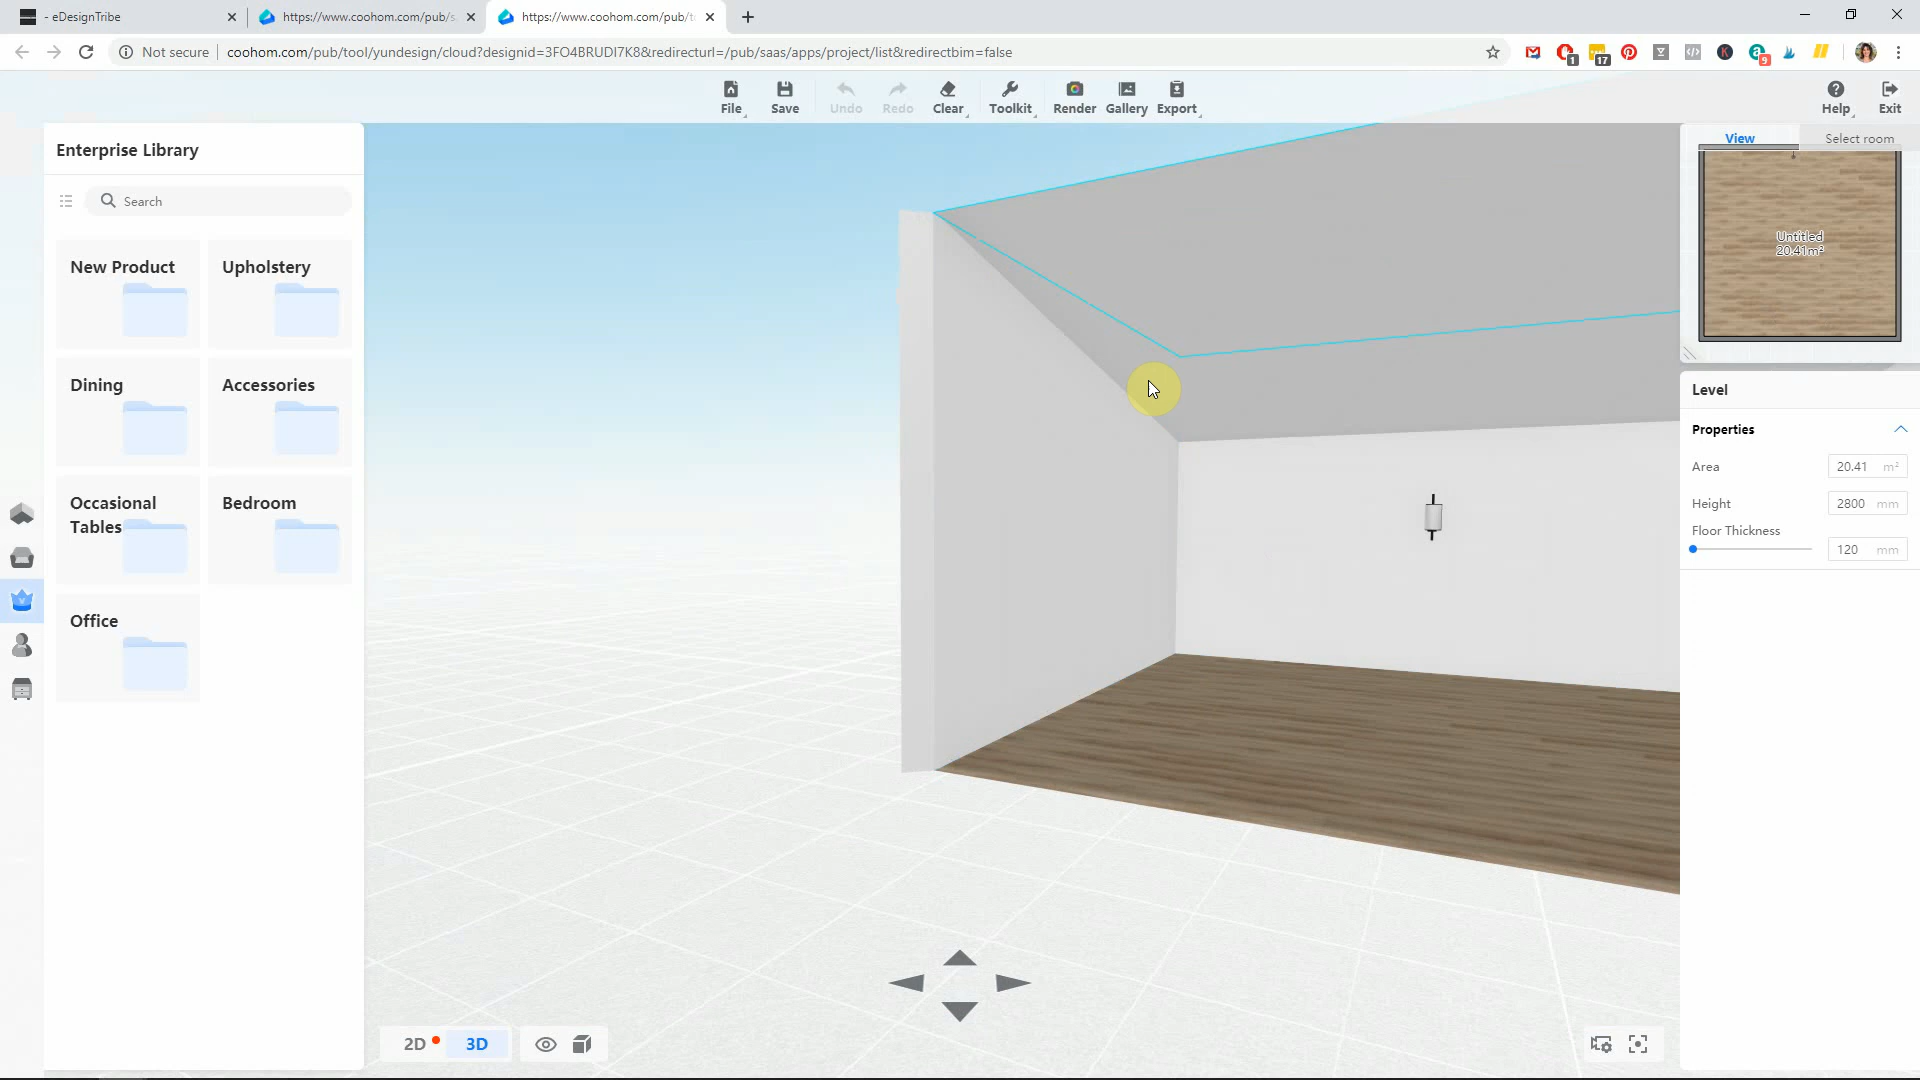 - eDesignTribe
https://www.coohom.com/pub/s
https://www.coohom.com/pub/t
Not secure
coohom.com/pub/tool/yundesign/cloud?designid=3FO4BRUDI7K8&redirecturl=/pub/saas/apps/project/list&redirectbim=false
1
17
K
a
9
File
Save
Undo
Redo
Clear
Toolkit
Render
Gallery
Export
Help
Exit
Enterprise Library
Search
New Product
Upholstery
Dining
Accessories
Occasional
Tables
Bedroom
Office
View
Select room
Untitled
20.41m²
Level
Properties
Area
20.41 m²
Height
2800 mm
Floor Thickness
120 mm
2D
3D